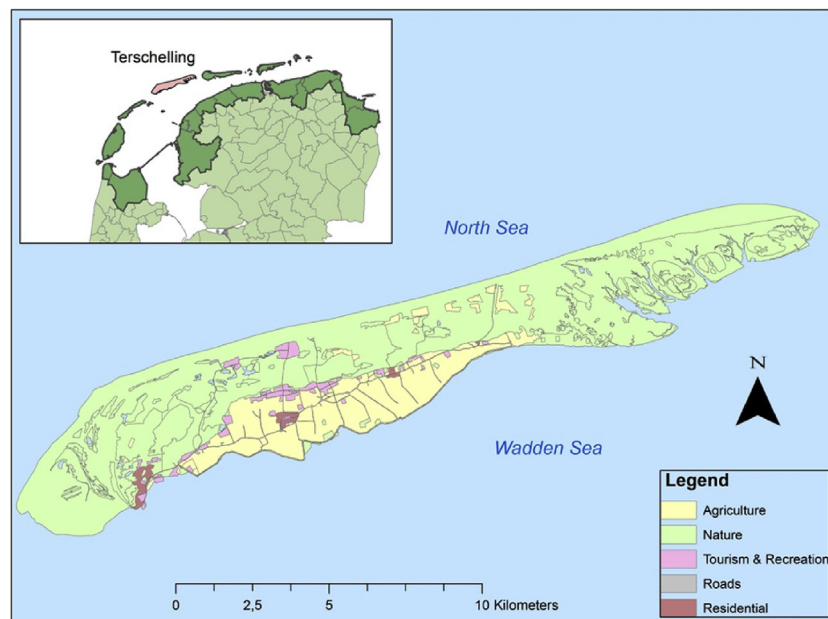 Terschelling
North Sea
N
Wadden Sea
Legend
Agriculture
Nature
Tourism & Recreation
Roads
Residential
0 2,5 5 10 Kilometers